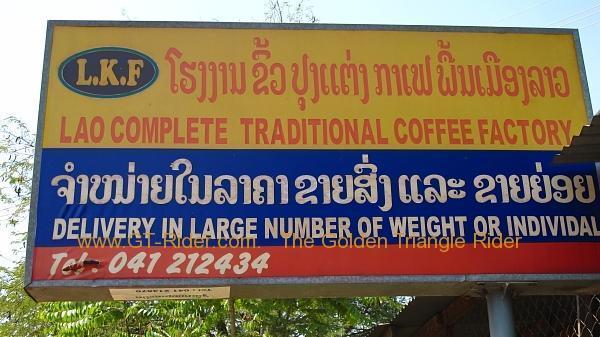 L.K.F
ໂຮງງານ ຂົ້ວ ປຸງແຕ່ງ ກາເຟ ພື້ນເມືອງລາວ
LAO COMPLETE TRADITIONAL COFFEE FACTORY
ຈຳໜ່າຍໃນລາຄາ ຂາຍສົ່ງ ແລະ ຂາຍຍ່ອຍ
DELIVERY IN LARGE NUMBER OF WEIGHT OR INDIVIDAL
www.GT-Rider.com. The Golden Triangle Rider
Tel: 041 212434